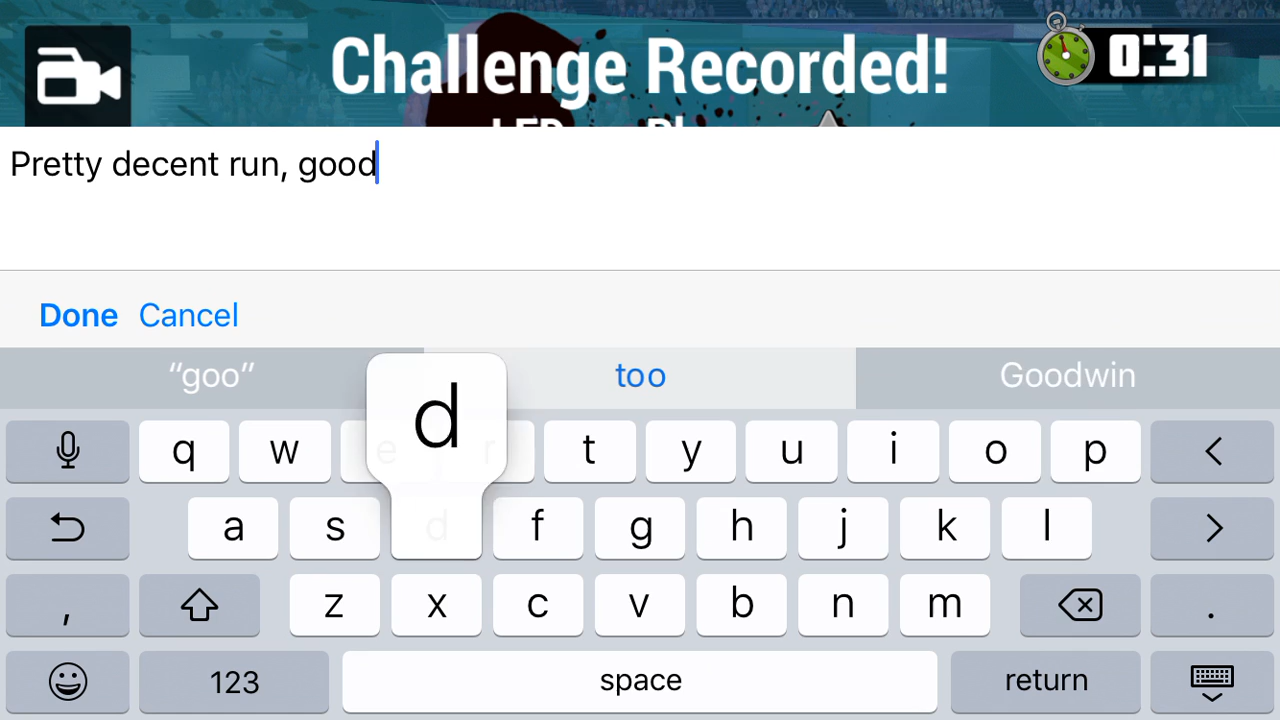 Challenge Recorded!
0:31
Pretty decent run, good
Done Cancel
“goo” too Goodwin
d
q w e r t y u i o p <
a s d f g h j k l >
, z x c v b n m .
123 space return